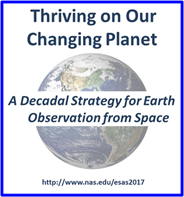 Thriving on Our
Changing Planet
A Decadal Strategy for Earth
Observation from Space
http://www.nas.edu/esas2017